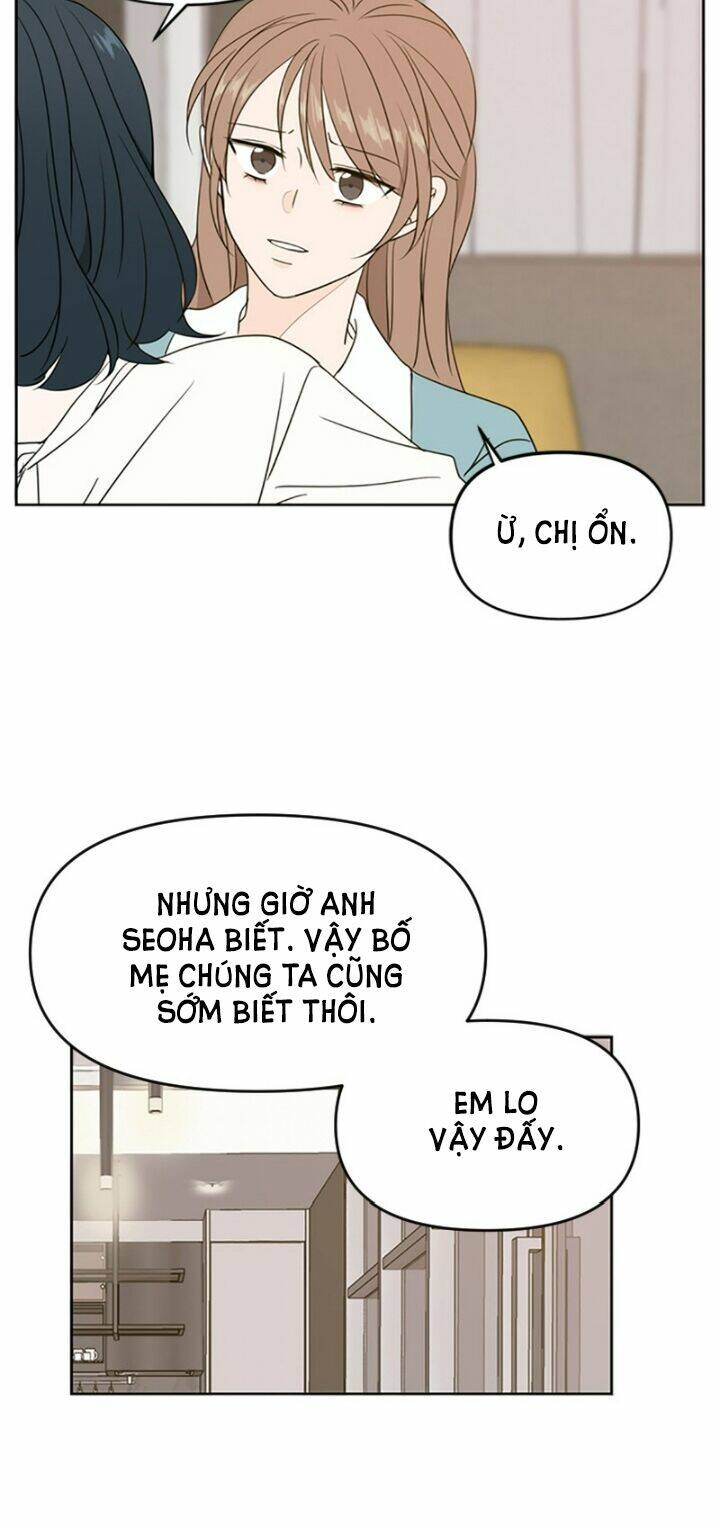 Ừ, CHỊ ỔN.
NHƯNG GIỜ ANH
SEOHA BIẾT. VẬY BỐ
MẸ CHÚNG TA CŨNG
SỚM BIẾT THÔI.
EM LO
VẬY ĐẤY.